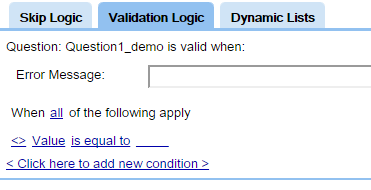 Skip Logic Validation Logic Dynamic Lists
Question: Question1_demo is valid when:
Error Message:
When all of the following apply
<> Value is equal to _____
< Click here to add new condition >